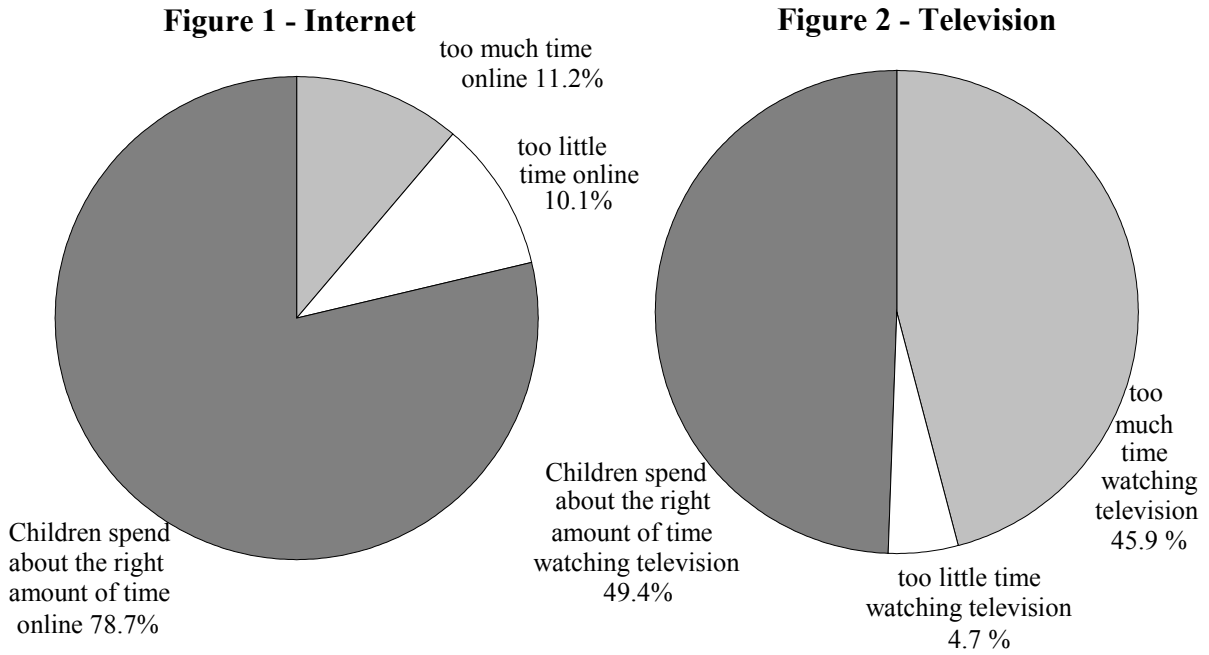 Figure 1 - Internet
too much time
online 11.2%
too little
time online
10.1%
Children spend
about the right
amount of time
online 78.7%
Figure 2 - Television
too
much
time
watching
television
45.9 %
Children spend
about the right
amount of time
watching television
49.4%
too little time
watching television
4.7 %